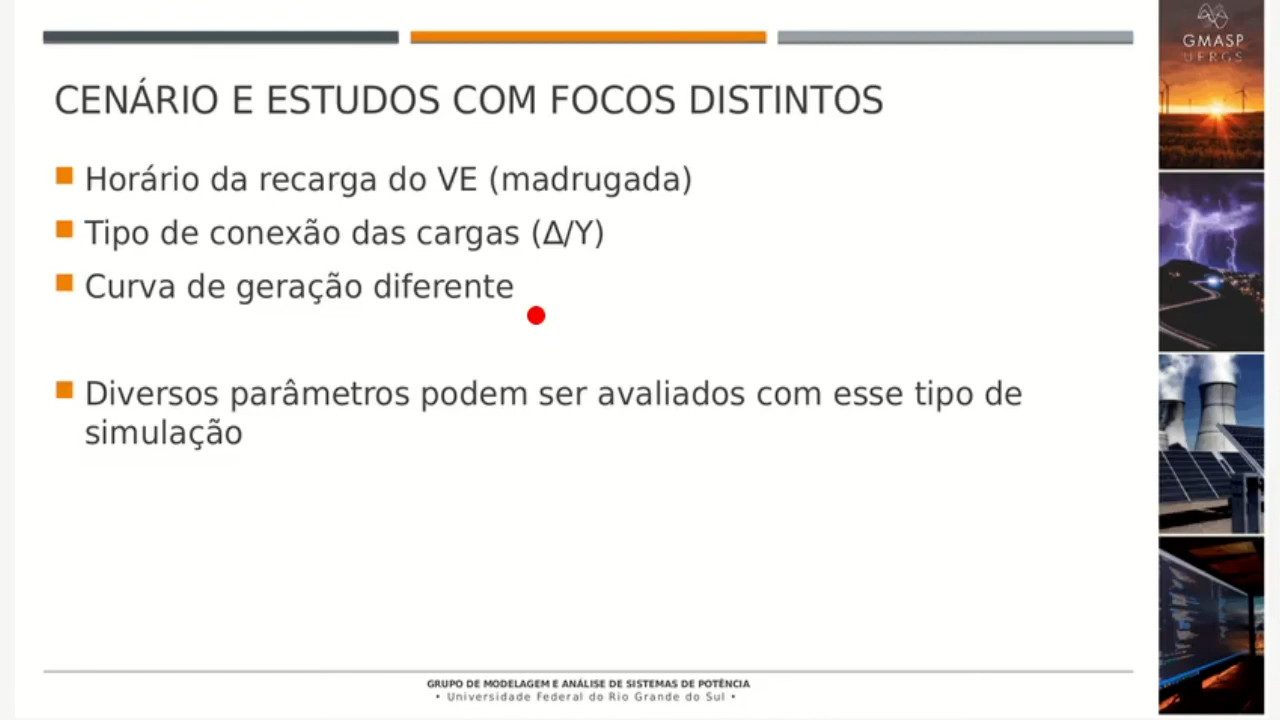 GMASP
UFRGS
CENÁRIO E ESTUDOS COM FOCOS DISTINTOS
Horário da recarga do VE (madrugada)
Tipo de conexão das cargas (Δ/Y)
Curva de geração diferente
Diversos parâmetros podem ser avaliados com esse tipo de
simulação
GRUPO DE MODELAGEM E ANÁLISE DE SISTEMAS DE POTÊNCIA
• Universidade Federal do Rio Grande do Sul •